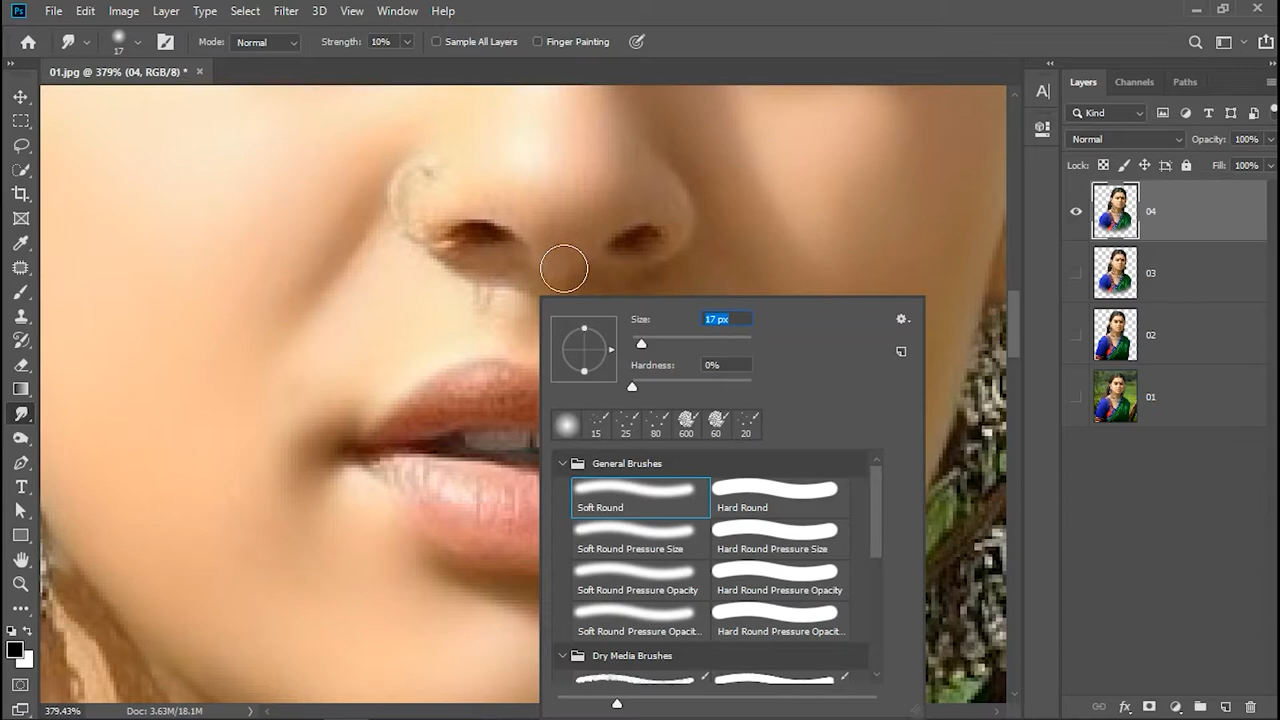 Ps File Edit Image Layer Type Select Filter 3D View Window Help
17 Mode: Normal Strength: 10% Sample All Layers Finger Painting
01.jpg @ 379% (04, RGB/8) * ×
Layers Channels Paths
A|
Kind
Normal Opacity: 100%
Lock: Fill: 100%
04
03
02
01
Size: 17 px
Hardness: 0%
15 25 80 600 60 20
General Brushes
Soft Round Hard Round
Soft Round Pressure Size Hard Round Pressure Size
Soft Round Pressure Opacity Hard Round Pressure Opacity
Soft Round Pressure Opacit... Hard Round Pressure Opacit...
Dry Media Brushes
379.43% Doc: 3.63M/18.1M